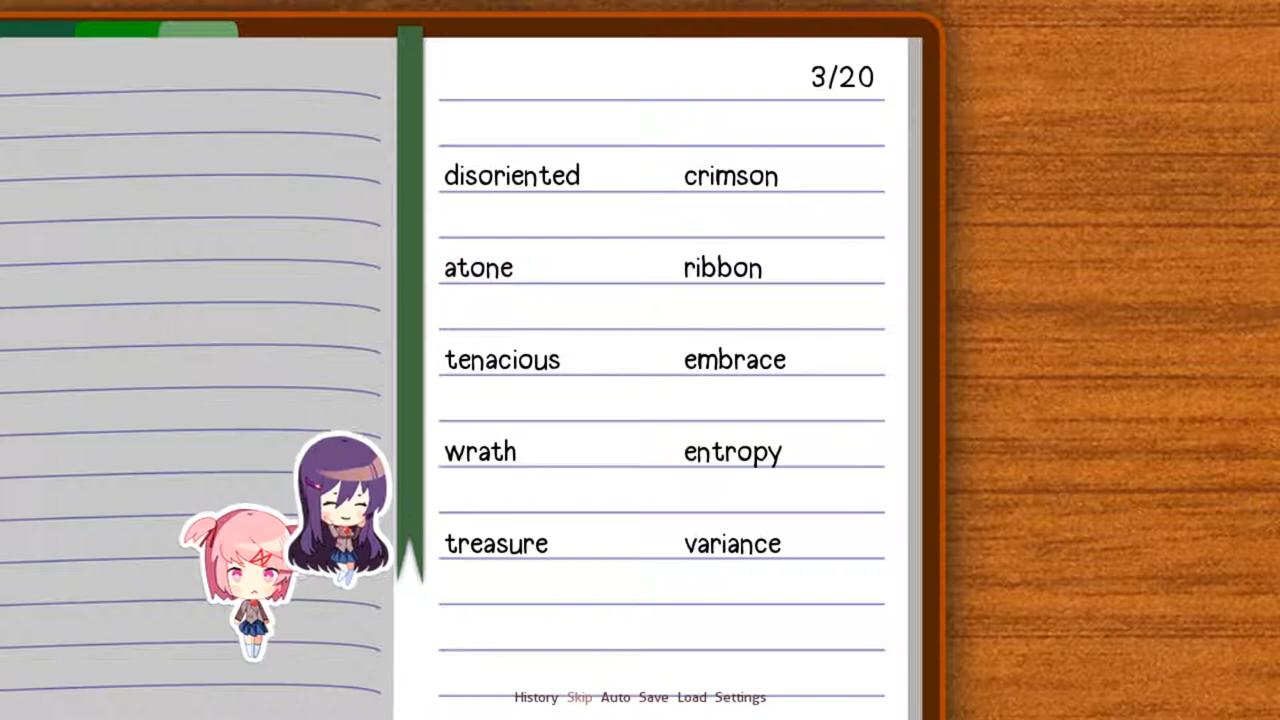 3/20
disoriented crimson
atone ribbon
tenacious embrace
wrath entropy
treasure variance
History Skip Auto Save Load Settings